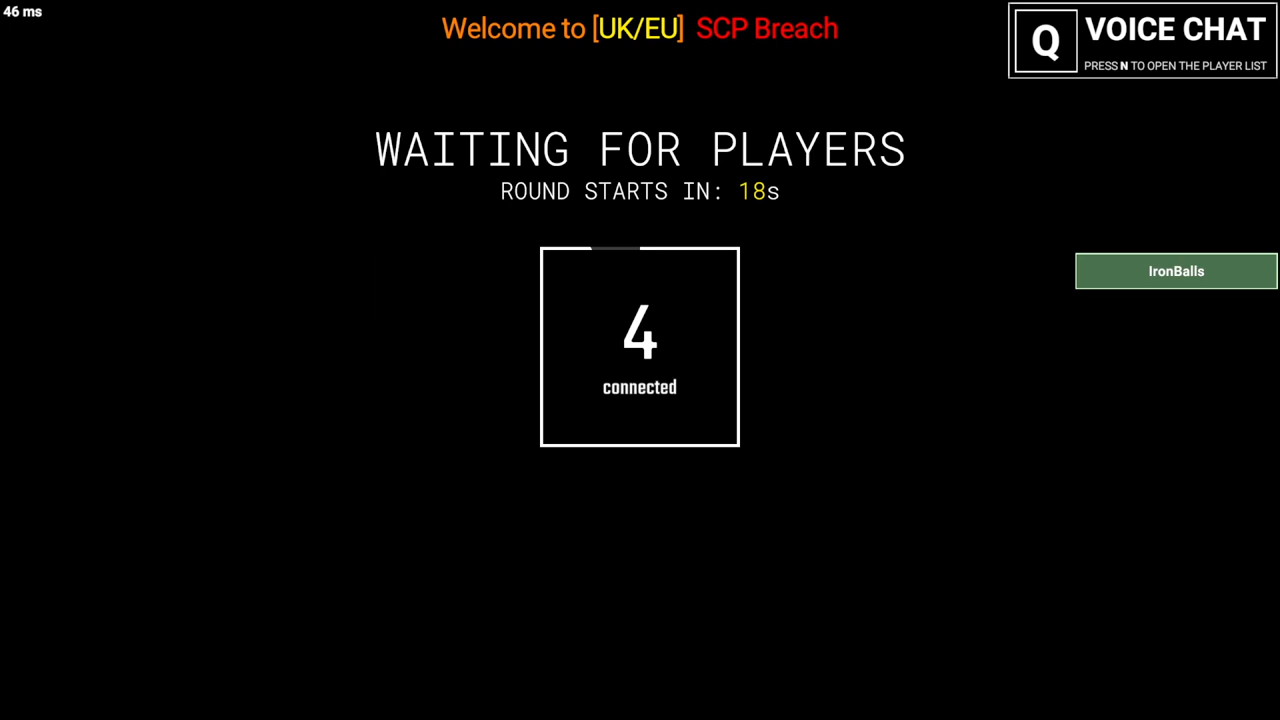 46 ms
Welcome to [UK/EU] SCP Breach
Q
VOICE CHAT
PRESS N TO OPEN THE PLAYER LIST
WAITING FOR PLAYERS
ROUND STARTS IN: 18s
IronBalls
4
connected